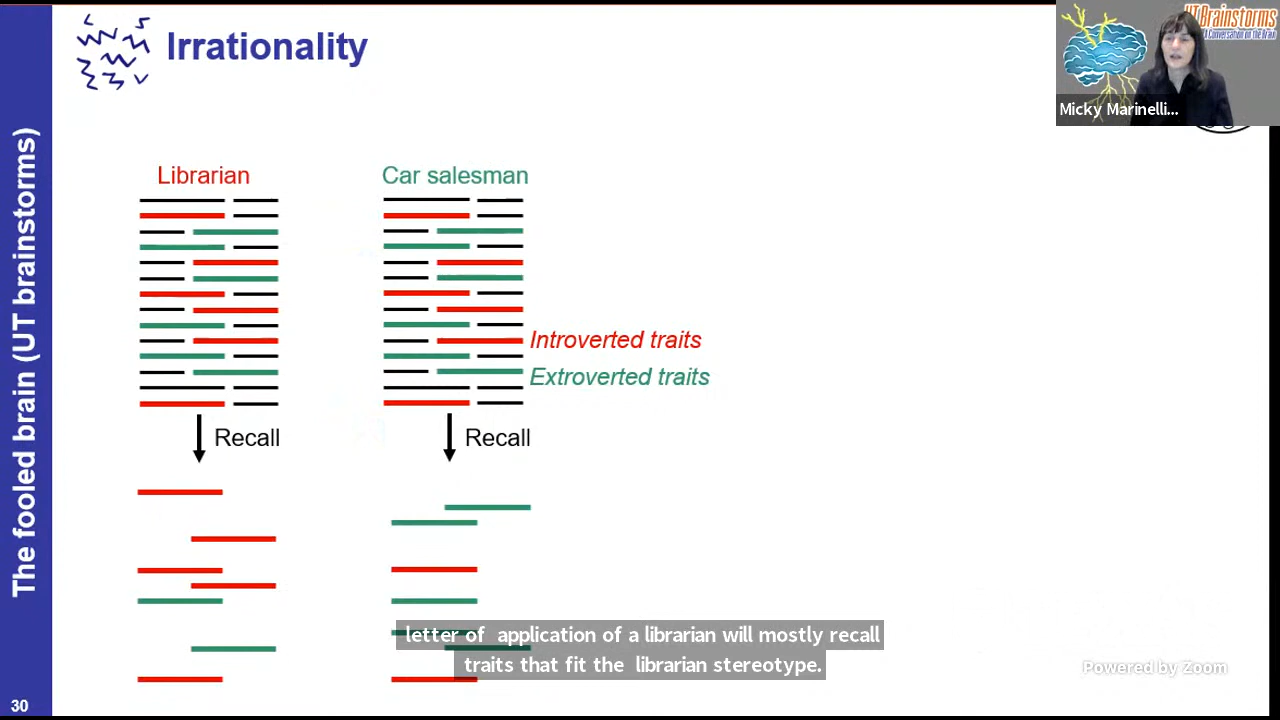 Irrationality
UT Brainstorms
A Conversation on the Brain
Micky Marinelli...
The fooled brain (UT brainstorms)
Librarian
Car salesman
Introverted traits
Extroverted traits
Recall
Recall
letter of application of a librarian will mostly recall
traits that fit the librarian stereotype.
Powered by Zoom
30